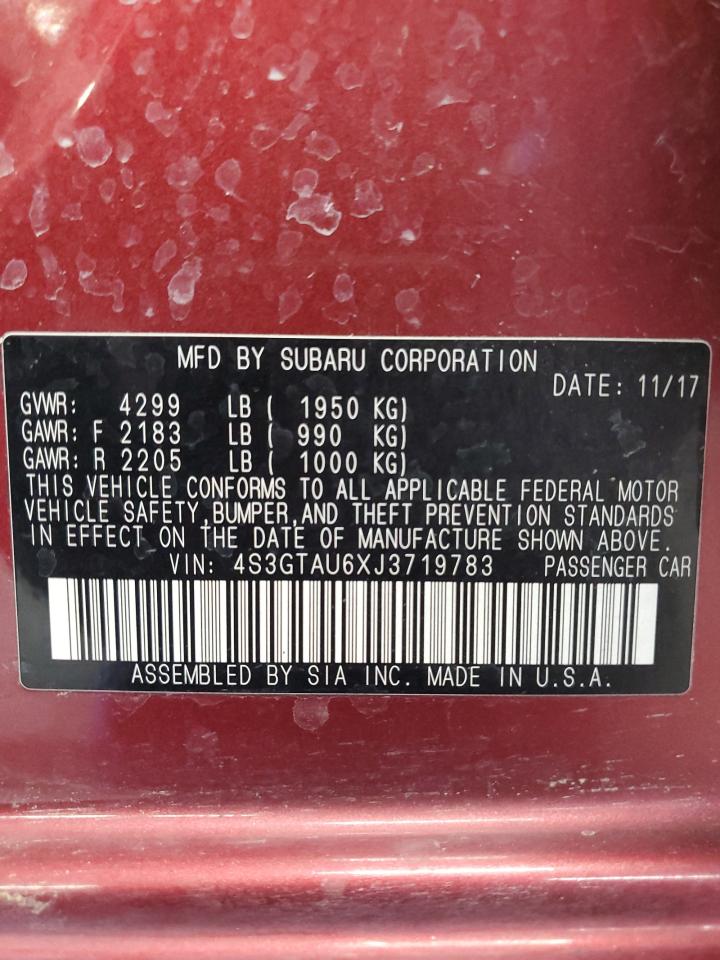 MFD BY SUBARU CORPORATION
DATE: 11/17
GVWR: 4299 LB ( 1950 KG)
GAWR: F 2183 LB ( 990 KG)
GAWR: R 2205 LB ( 1000 KG)
THIS VEHICLE CONFORMS TO ALL APPLICABLE FEDERAL MOTOR
VEHICLE SAFETY,BUMPER,AND THEFT PREVENTION STANDARDS
IN EFFECT ON THE DATE OF MANUFACTURE SHOWN ABOVE.
VIN: 4S3GTAU6XJ3719783 PASSENGER CAR
ASSEMBLED BY SIA INC. MADE IN U.S.A.